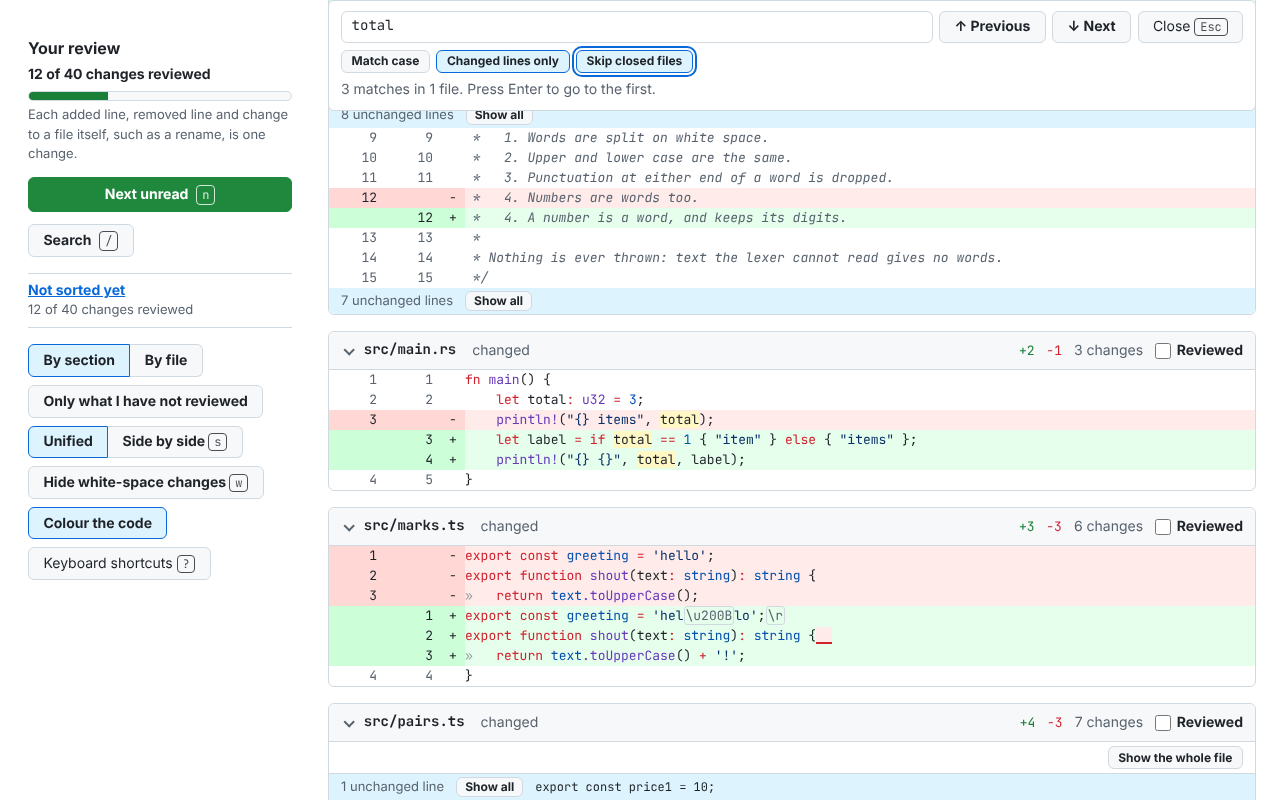 Your review
12 of 40 changes reviewed
Each added line, removed line and change
to a file itself, such as a rename, is one
change.
Next unread n
Search /
Not sorted yet
12 of 40 changes reviewed
By section By file
Only what I have not reviewed
Unified Side by side s
Hide white-space changes w
Colour the code
Keyboard shortcuts ?
total
↑ Previous ↓ Next Close Esc
Match case Changed lines only Skip closed files
3 matches in 1 file. Press Enter to go to the first.
8 unchanged lines Show all
9 9 * 1. Words are split on white space.
10 10 * 2. Upper and lower case are the same.
11 11 * 3. Punctuation at either end of a word is dropped.
12 - * 4. Numbers are words too.
12 + * 4. A number is a word, and keeps its digits.
13 13 *
14 14 * Nothing is ever thrown: text the lexer cannot read gives no words.
15 15 */
7 unchanged lines Show all
src/main.rs changed +2 -1 3 changes Reviewed
1 1 fn main() {
2 2 let total: u32 = 3;
3 - println!("{} items", total);
3 + let label = if total == 1 { "item" } else { "items" };
4 + println!("{} {}", total, label);
4 5 }
src/marks.ts changed +3 -3 6 changes Reviewed
1 - export const greeting = 'hello';
2 - export function shout(text: string): string {
3 - » return text.toUpperCase();
1 + export const greeting = 'hel\u200Blo';\r
2 + export function shout(text: string): string {
3 + » return text.toUpperCase() + '!';
4 4 }
src/pairs.ts changed +4 -3 7 changes Reviewed
Show the whole file
1 unchanged line Show all export const price1 = 10;